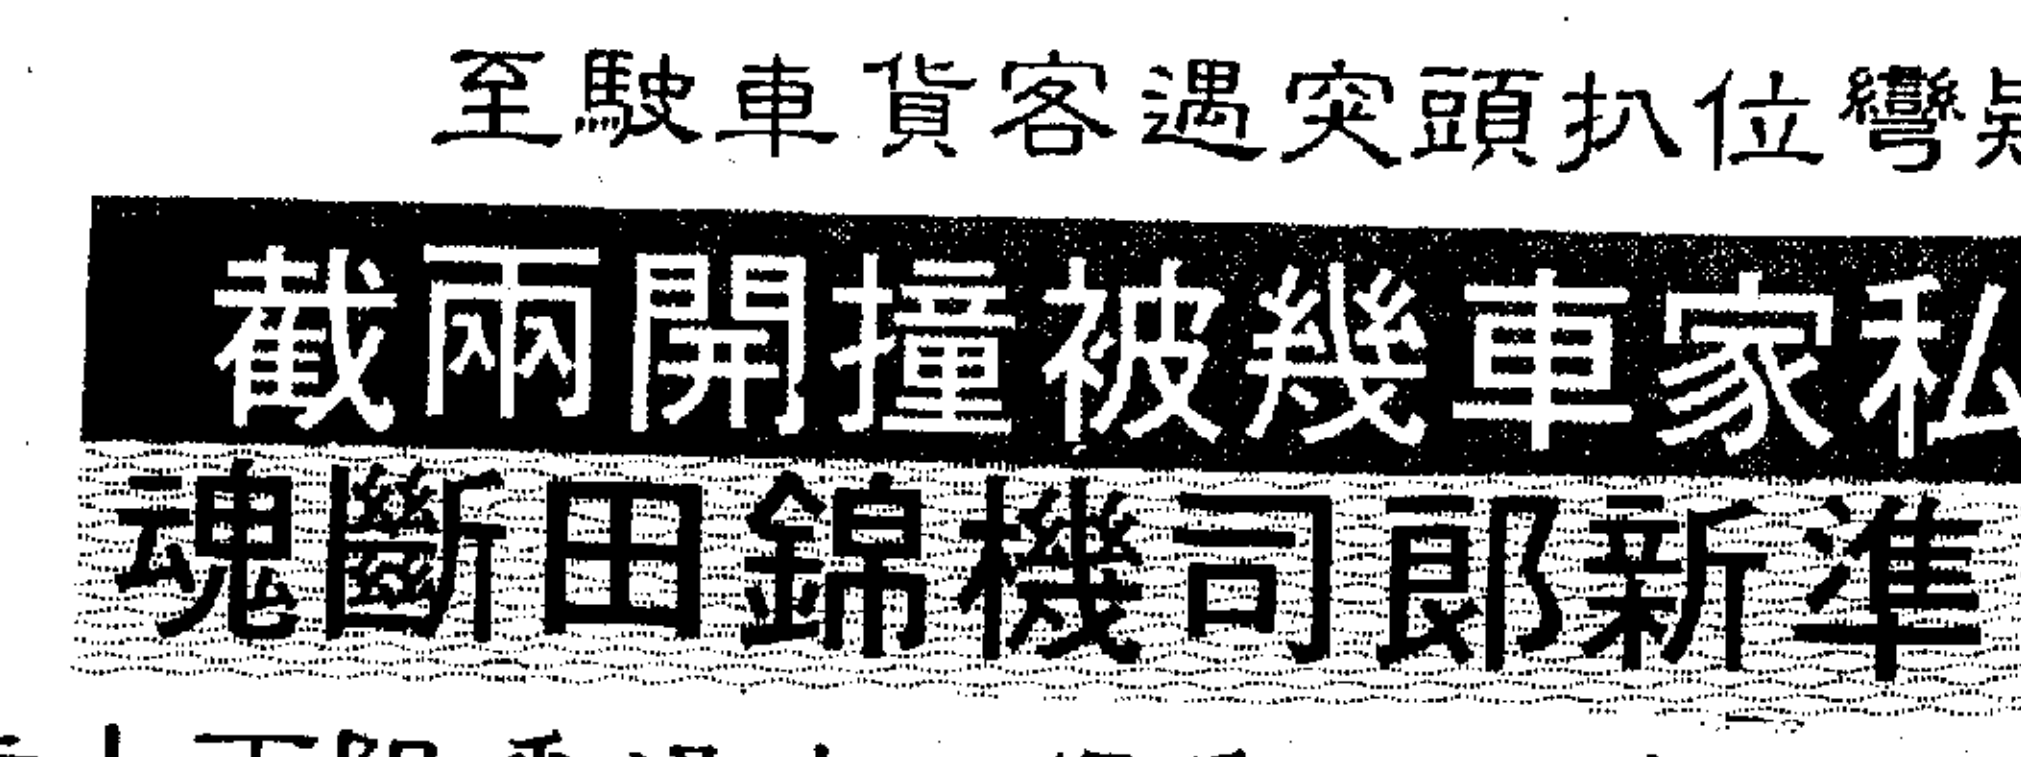 彎位扒頭突遇客貨車駛至
私家車幾被撞開兩截
準新郎司機錦田斷魂